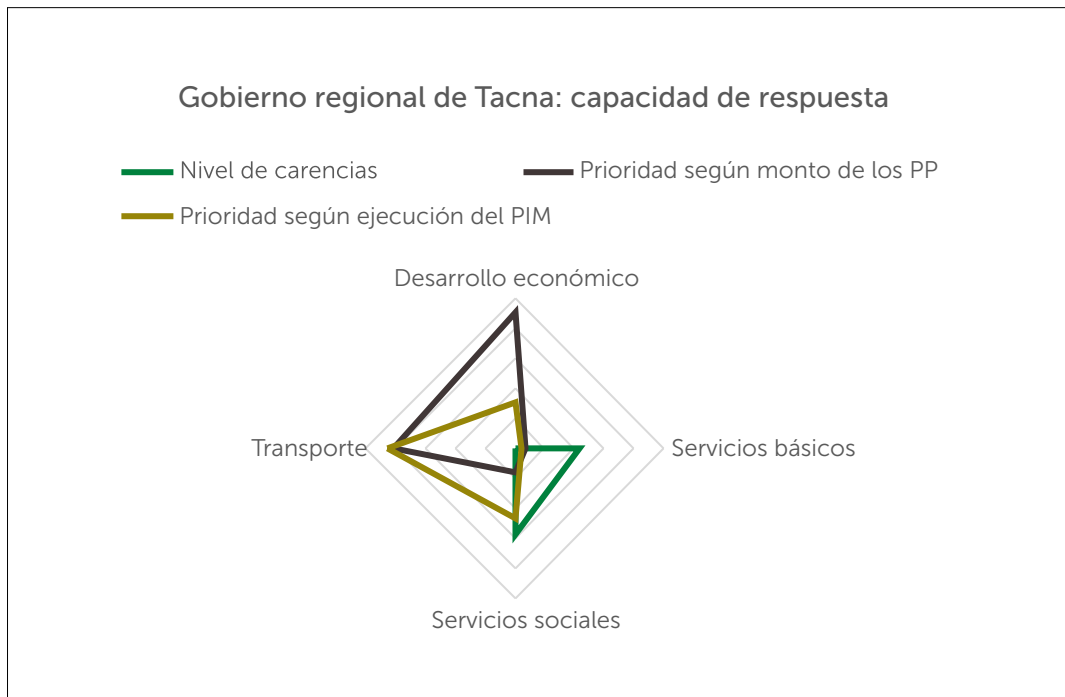 Gobierno regional de Tacna: capacidad de respuesta
Nivel de carencias
Prioridad según monto de los PP
Prioridad según ejecución del PIM
Desarrollo económico
Transporte
Servicios básicos
Servicios sociales